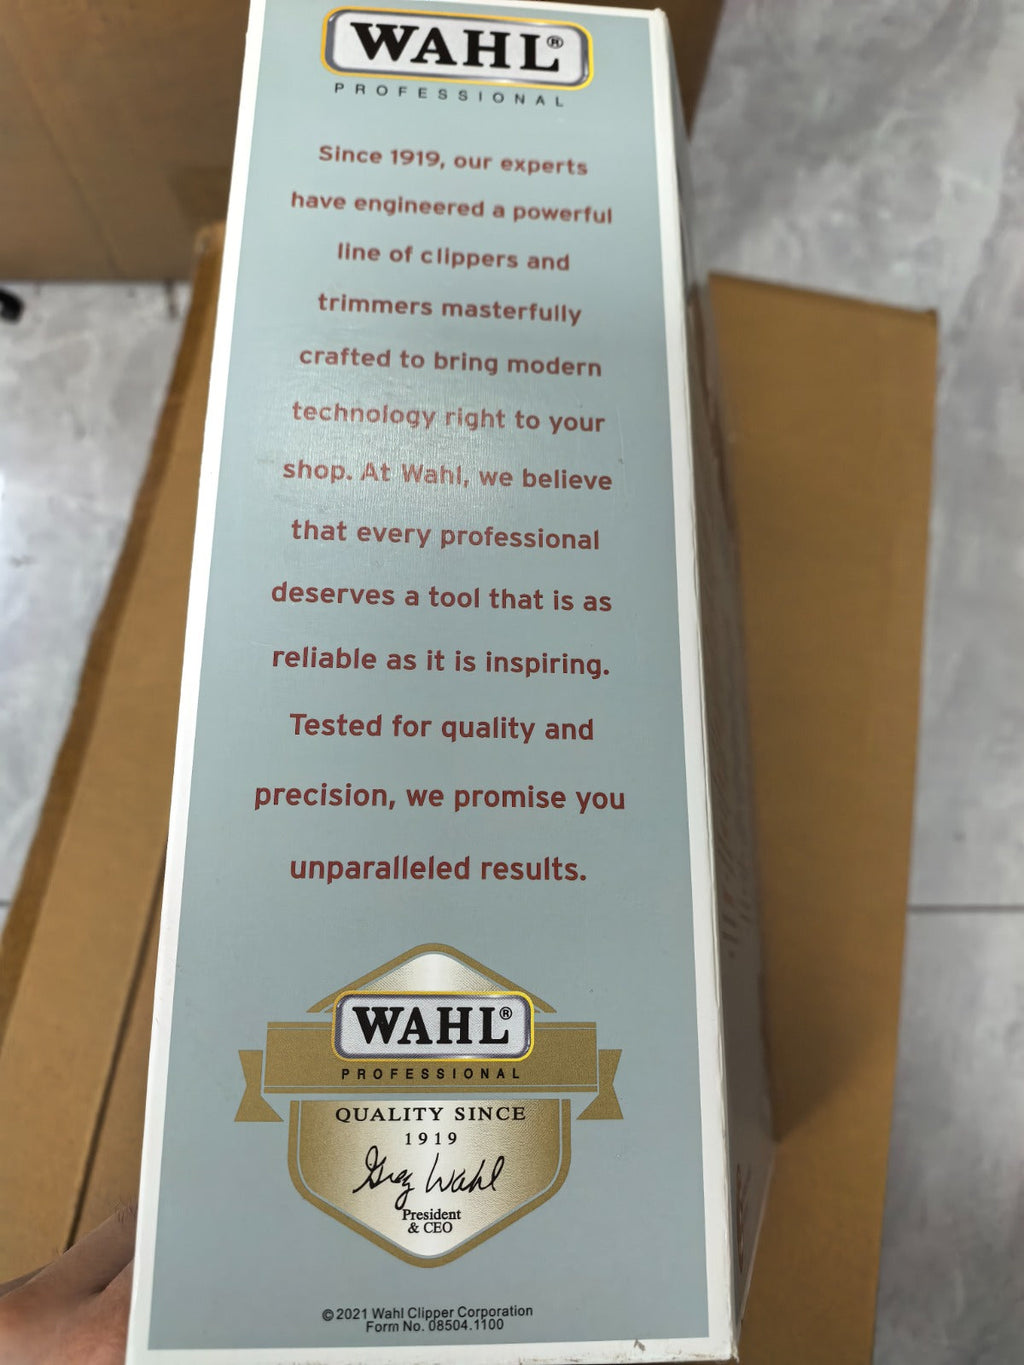 WAHL®
PROFESSIONAL
Since 1919, our experts
have engineered a powerful
line of clippers and
trimmers masterfully
crafted to bring modern
technology right to your
shop. At Wahl, we believe
that every professional
deserves a tool that is as
reliable as it is inspiring.
Tested for quality and
precision, we promise you
unparalleled results.
WAHL®
PROFESSIONAL
QUALITY SINCE
1919
Greg Wahl
President
& CEO
© 2021 Wahl Clipper Corporation
Form No. 08504.1100